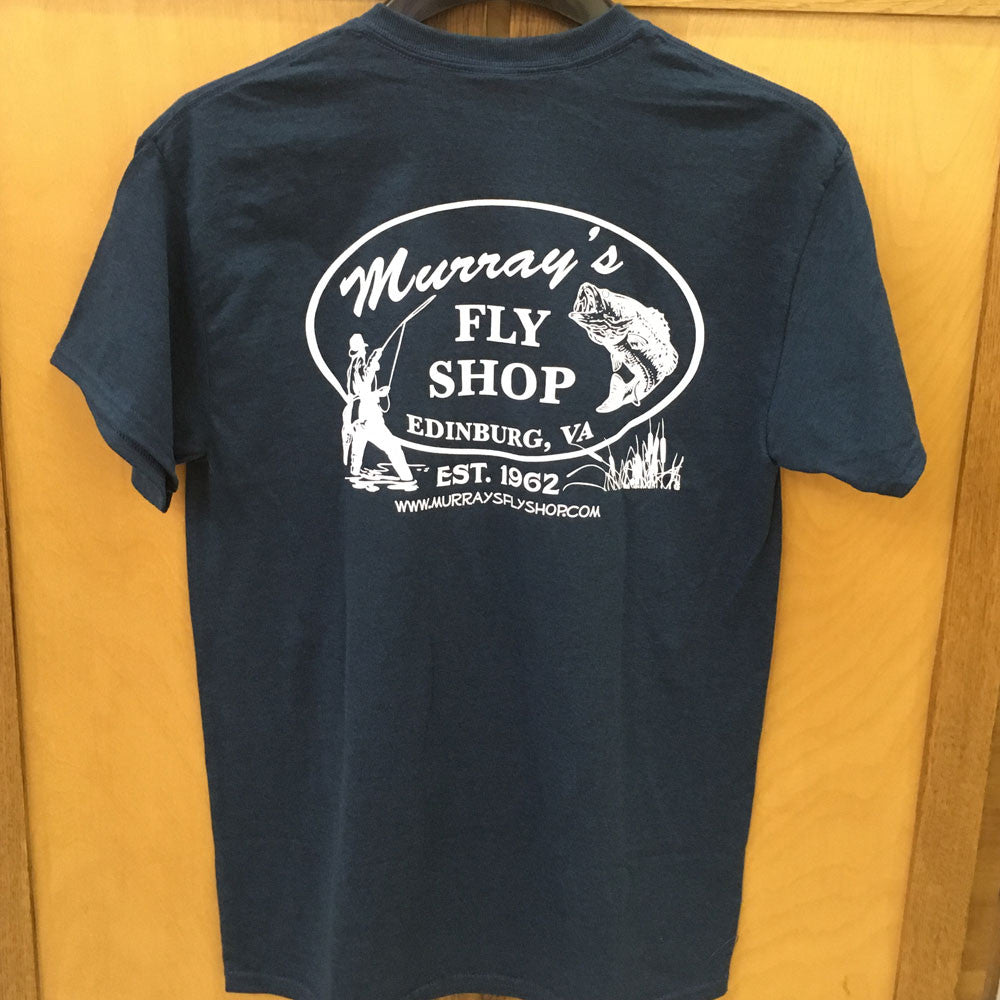 Murray's
FLY
SHOP
EDINBURG, VA
EST. 1962
WWW.MURRAYSFLYSHOP.COM